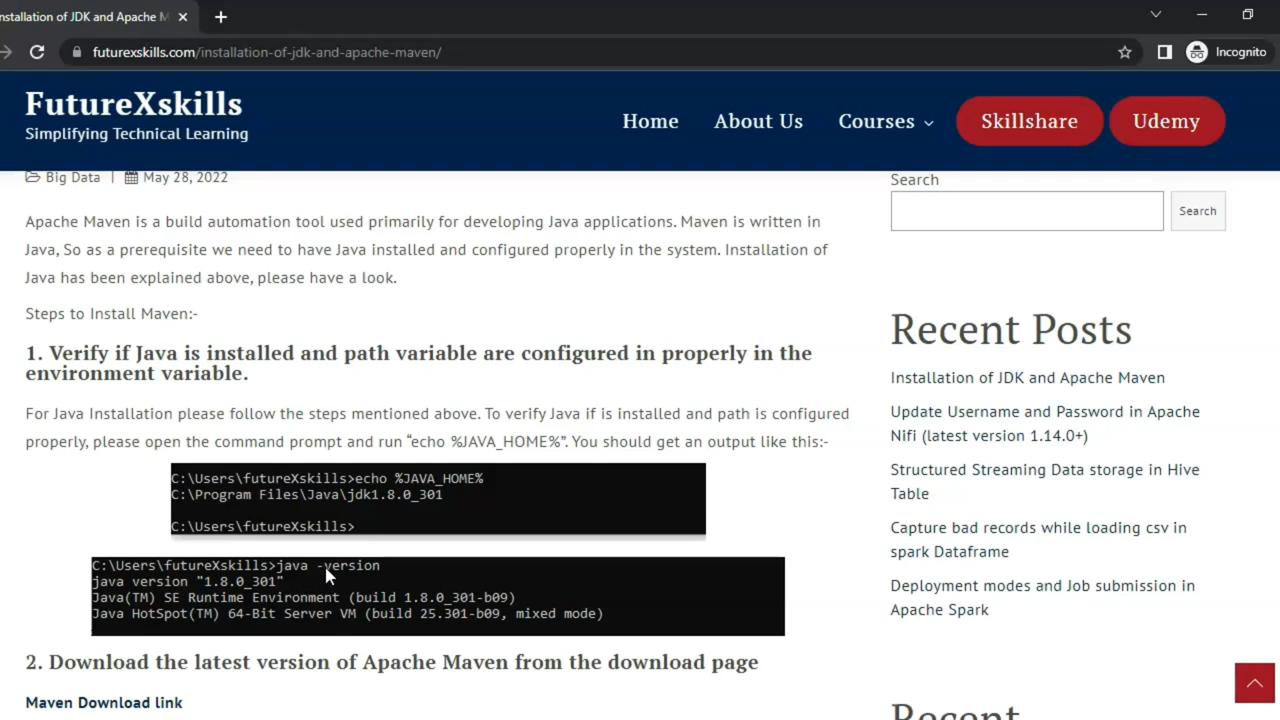 Installation of JDK and Apache M
futurexskills.com/installation-of-jdk-and-apache-maven/
Incognito
FutureXskills
Simplifying Technical Learning
Home
About Us
Courses
Skillshare
Udemy
Big Data | May 28, 2022
Apache Maven is a build automation tool used primarily for developing Java applications. Maven is written in
Java, So as a prerequisite we need to have Java installed and configured properly in the system. Installation of
Java has been explained above, please have a look.
Steps to Install Maven:-
1. Verify if Java is installed and path variable are configured in properly in the
environment variable.
For Java Installation please follow the steps mentioned above. To verify Java if is installed and path is configured
properly, please open the command prompt and run “echo %JAVA_HOME%”. You should get an output like this:-
C:\Users\futureXskills>echo %JAVA_HOME%
C:\Program Files\Java\jdk1.8.0_301
C:\Users\futureXskills>
C:\Users\futureXskills>java -version
java version "1.8.0_301"
Java(TM) SE Runtime Environment (build 1.8.0_301-b09)
Java HotSpot(TM) 64-Bit Server VM (build 25.301-b09, mixed mode)
2. Download the latest version of Apache Maven from the download page
Maven Download link
Search
Search
Recent Posts
Installation of JDK and Apache Maven
Update Username and Password in Apache
Nifi (latest version 1.14.0+)
Structured Streaming Data storage in Hive
Table
Capture bad records while loading csv in
spark Dataframe
Deployment modes and Job submission in
Apache Spark
Recent